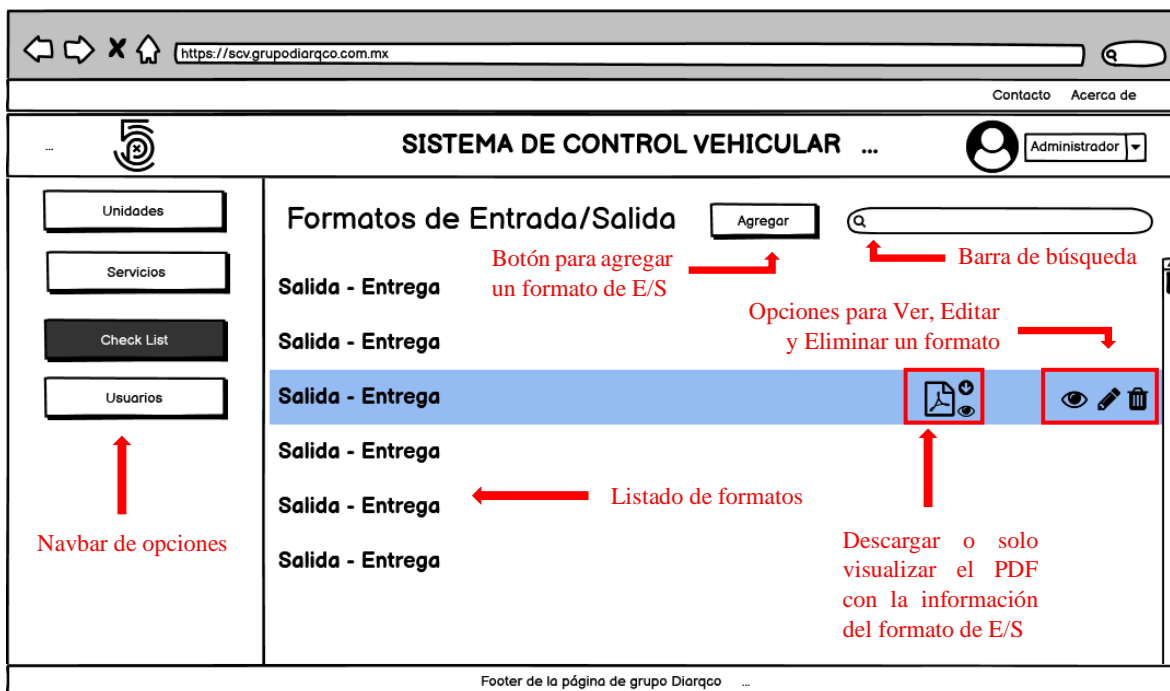 https://scv.grupodiarqco.com.mx
Contacto Acerca de
...
SISTEMA DE CONTROL VEHICULAR ...
Administrador
Unidades
Servicios
Check List
Usuarios
Navbar de opciones
Formatos de Entrada/Salida
Agregar
Botón para agregar
un formato de E/S
Barra de búsqueda
Opciones para Ver, Editar
y Eliminar un formato
Salida - Entrega
Salida - Entrega
Salida - Entrega
Salida - Entrega
Salida - Entrega
Salida - Entrega
Listado de formatos
Descargar o solo
visualizar el PDF
con la información
del formato de E/S
Footer de la página de grupo Diarqco ...